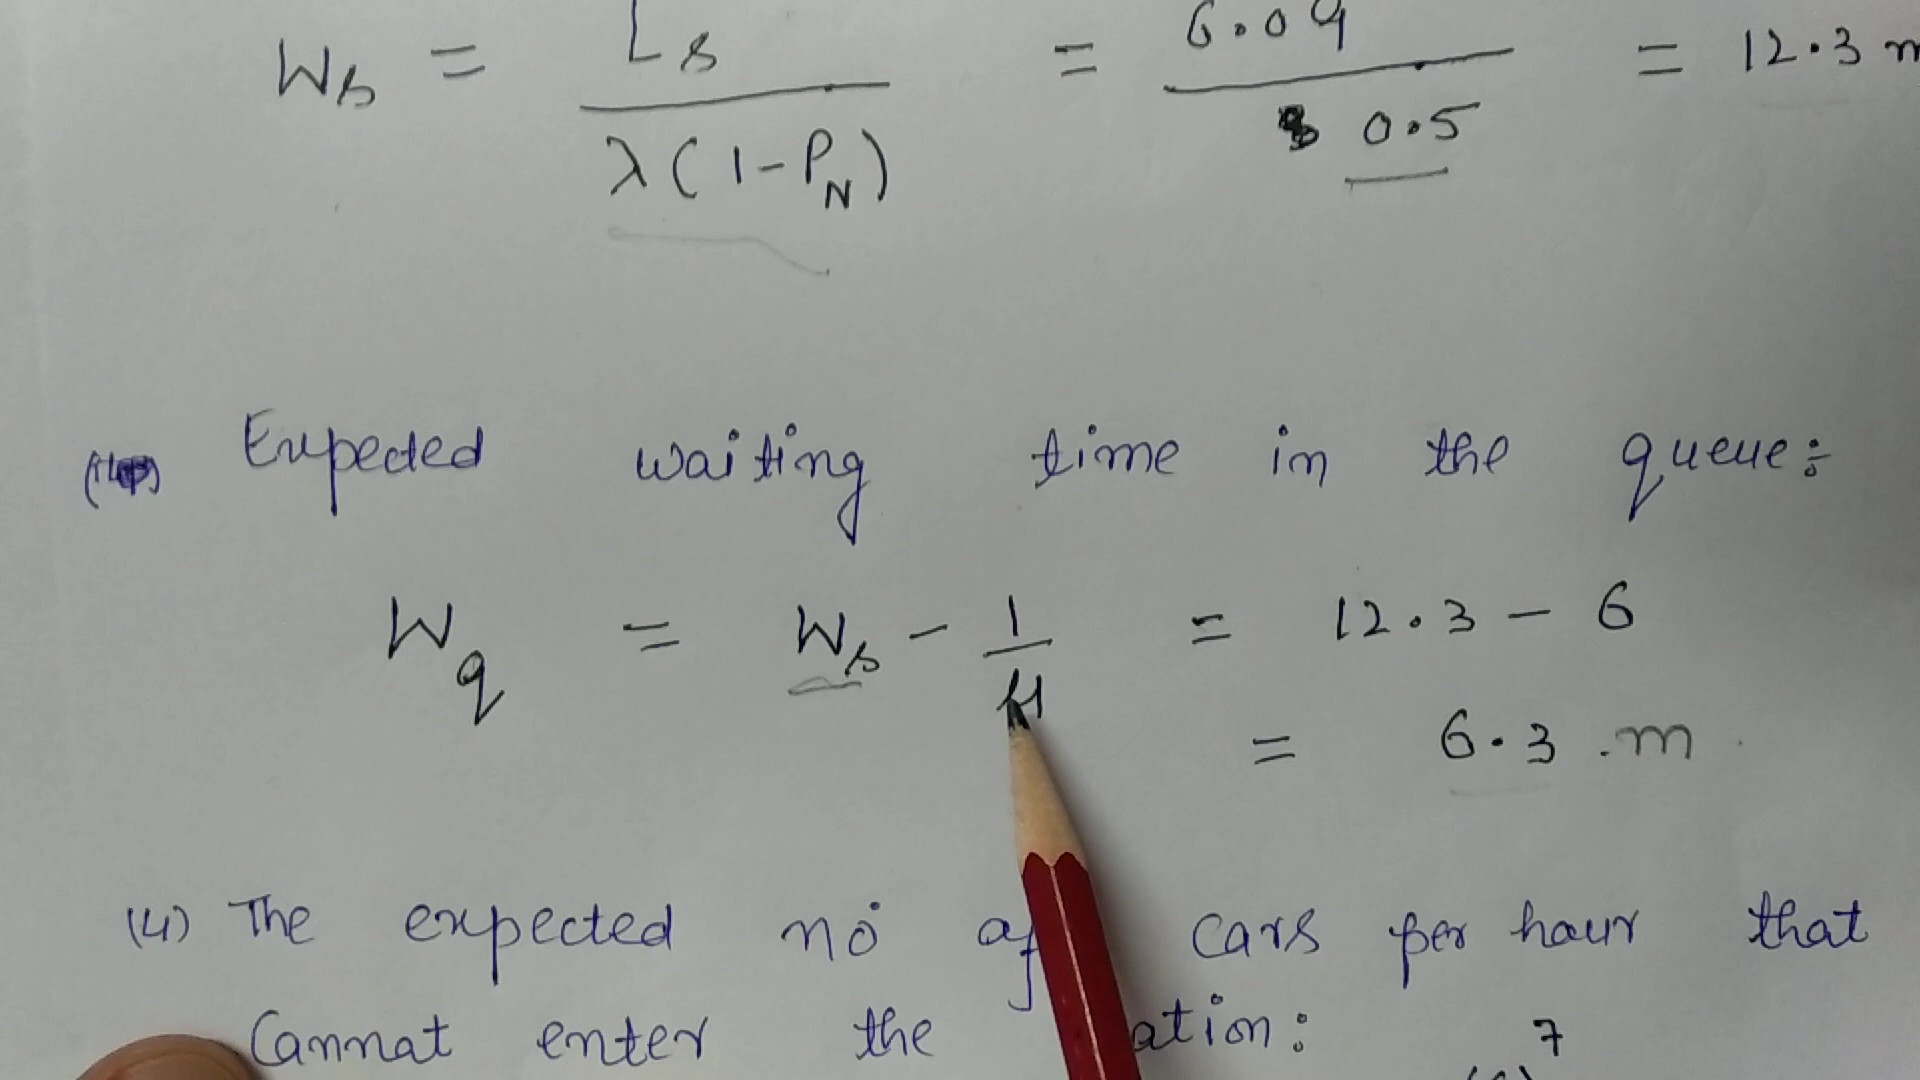 Ws = Ls / λ(1-PN) = 6.09 / 0.5 = 12.3 m
Expected waiting time in the queue:
Wq = Ws - 1/μ = 12.3 - 6
= 6.3 .m
(4) The expected no of cars per hour that
Cannat enter the ation:
7